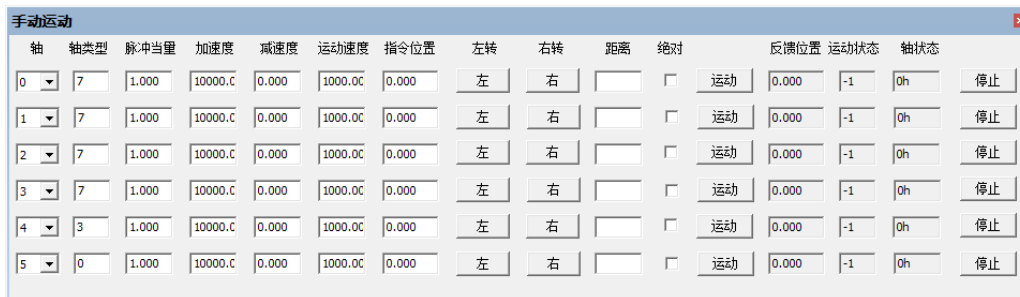 手动运动
轴 轴类型 脉冲当量 加速度 减速度 运动速度 指令位置 左转 右转 距离 绝对 反馈位置 运动状态 轴状态
0 7 1.000 10000.0 0.000 1000.00 0.000 左 右 运动 0.000 -1 0h 停止
1 7 1.000 10000.0 0.000 1000.00 0.000 左 右 运动 0.000 -1 0h 停止
2 7 1.000 10000.0 0.000 1000.00 0.000 左 右 运动 0.000 -1 0h 停止
3 7 1.000 10000.0 0.000 1000.00 0.000 左 右 运动 0.000 -1 0h 停止
4 3 1.000 10000.0 0.000 1000.00 0.000 左 右 运动 0.000 -1 0h 停止
5 0 1.000 10000.0 0.000 1000.00 0.000 左 右 运动 0.000 -1 0h 停止